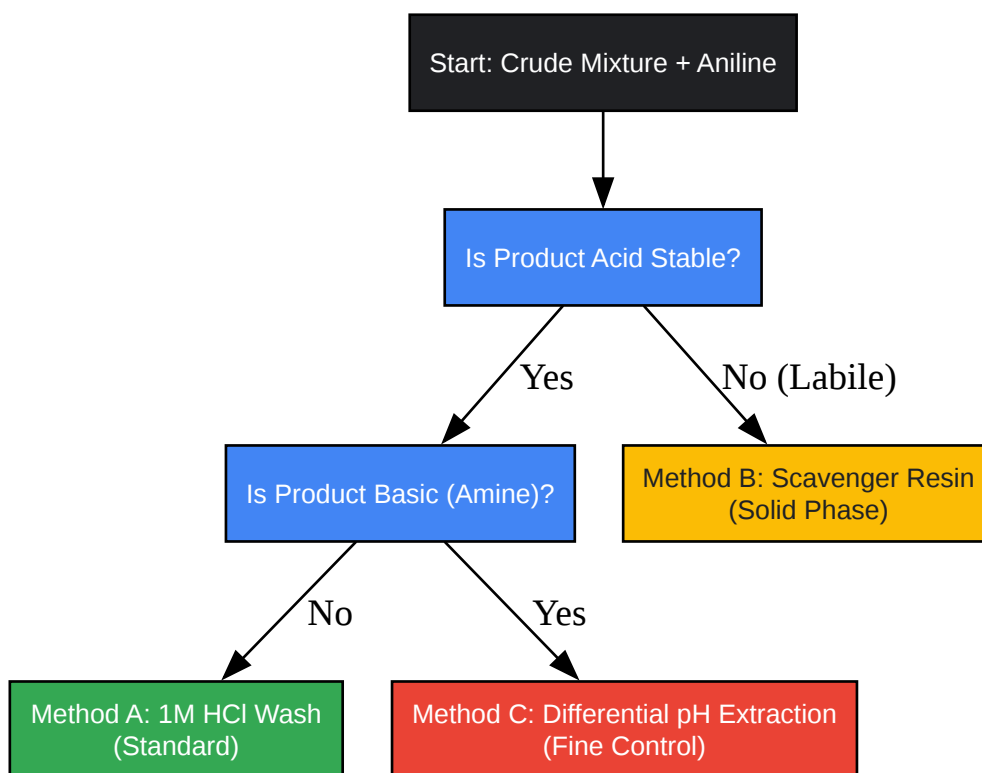 Start: Crude Mixture + Aniline
Is Product Acid Stable?
Yes
No (Labile)
Is Product Basic (Amine)?
Method B: Scavenger Resin
(Solid Phase)
No
Yes
Method A: 1M HCl Wash
(Standard)
Method C: Differential pH Extraction
(Fine Control)